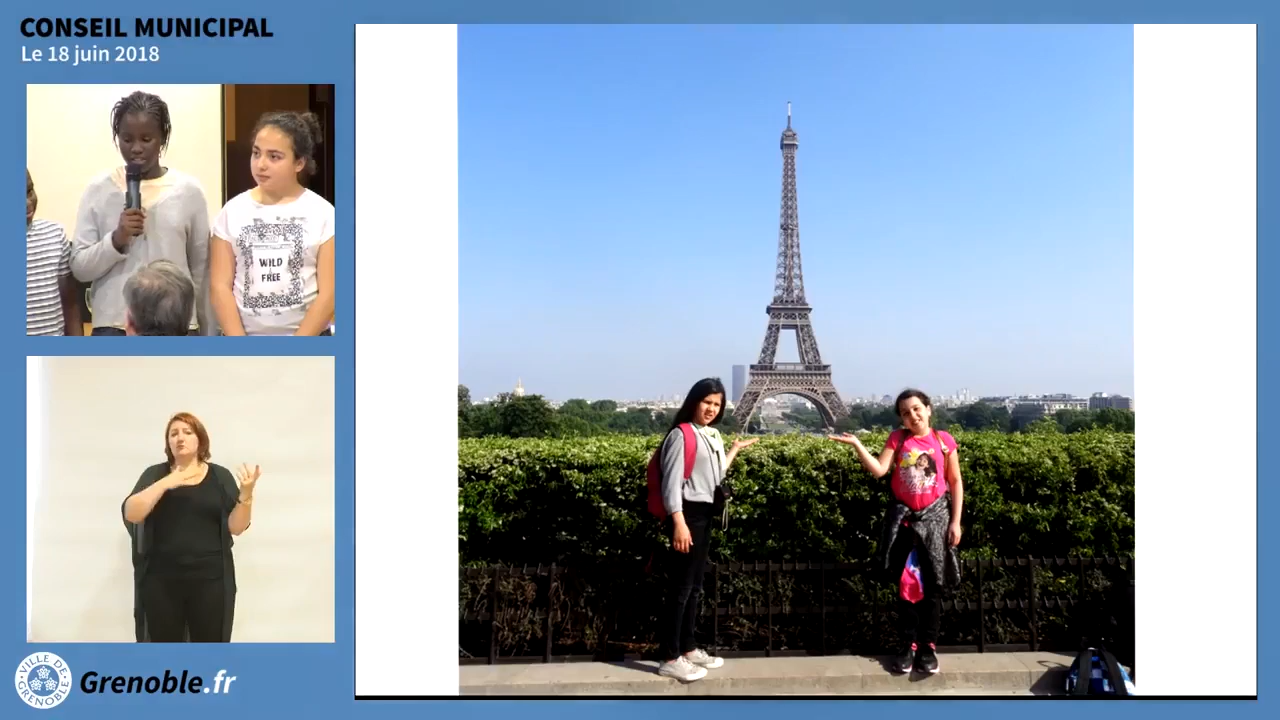 CONSEIL MUNICIPAL
Le 18 juin 2018
WILD
FREE
VILLE DE
GRENOBLE
Grenoble.fr